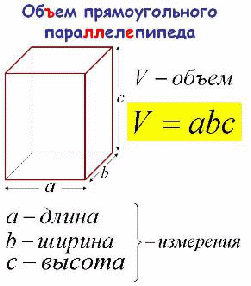 Объем прямоугольного
параллелепипеда
c
V – объем
V = abc
b
a
a – длина
b – ширина – измерения
c – высота